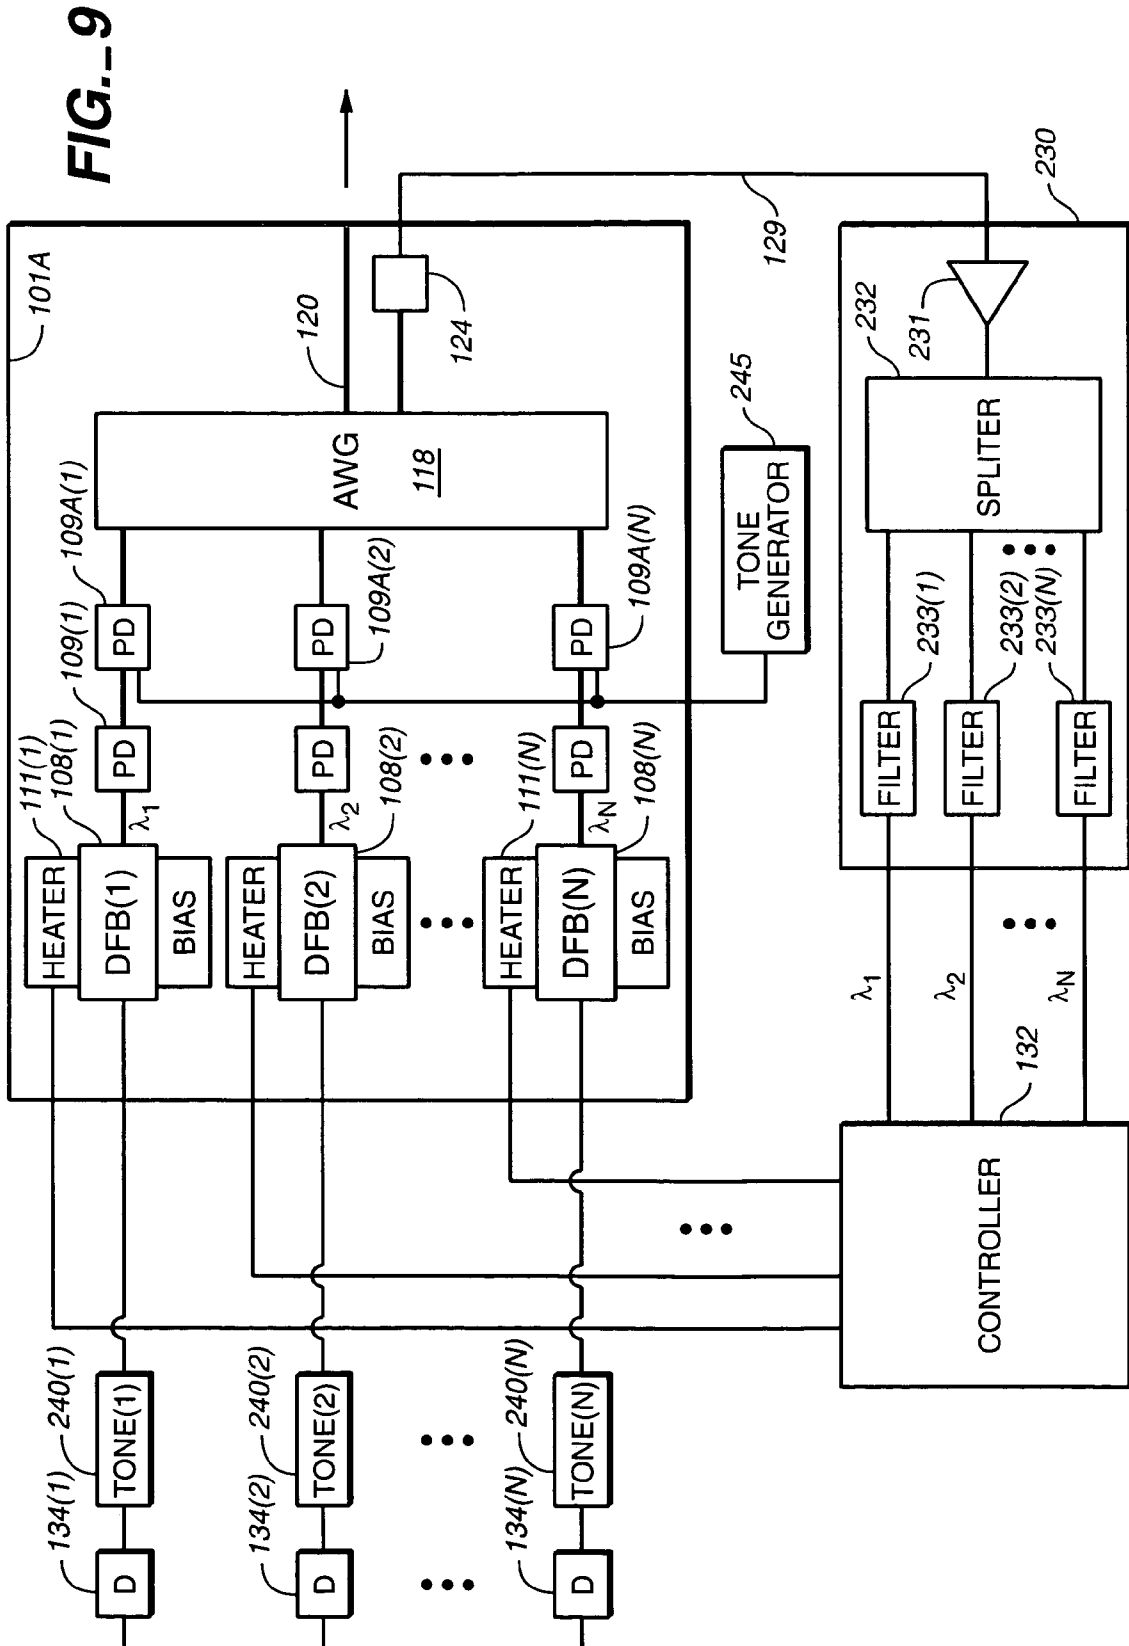 FIG._9
101A
120
124
129
AWG
118
109A(1)
109(1)
111(1)
108(1)
PD
PD
λ1
HEATER
DFB(1)
BIAS
109A(2)
PD
PD
λ2
108(2)
HEATER
DFB(2)
BIAS
109A(N)
PD
PD
λN
111(N)
108(N)
HEATER
DFB(N)
BIAS
TONE
GENERATOR
245
230
231
232
SPLITER
233(1)
233(2)
233(N)
FILTER
FILTER
FILTER
λ1
λ2
λN
132
CONTROLLER
240(1)
TONE(1)
134(1)
D
240(2)
TONE(2)
134(2)
D
240(N)
TONE(N)
134(N)
D